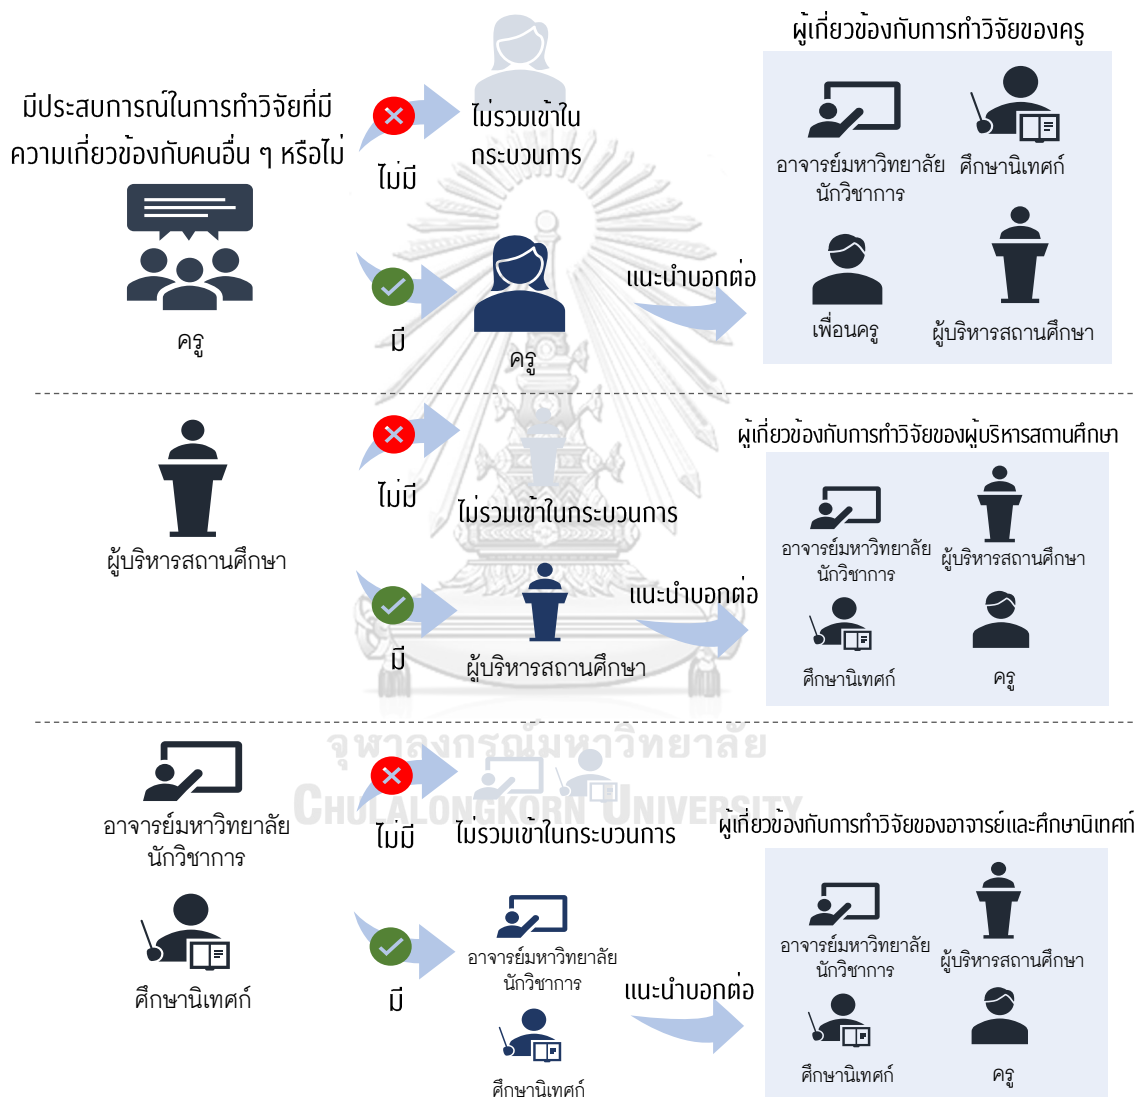 ผู้เกี่ยวข้องกับการทำวิจัยของครู
มีประสบการณ์ในการทำวิจัยที่มี
ความเกี่ยวข้องกับคนอื่น ๆ หรือไม่
ครู
ไม่มี
ไม่รวมเข้าใน
กระบวนการ
มี
ครู
แนะนำบอกต่อ
อาจารย์มหาวิทยาลัย
นักวิชาการ
ศึกษานิเทศก์
เพื่อนครู
ผู้บริหารสถานศึกษา
ผู้บริหารสถานศึกษา
ไม่มี
ไม่รวมเข้าในกระบวนการ
มี
ผู้บริหารสถานศึกษา
แนะนำบอกต่อ
ผู้เกี่ยวข้องกับการทำวิจัยของผู้บริหารสถานศึกษา
อาจารย์มหาวิทยาลัย
นักวิชาการ
ผู้บริหารสถานศึกษา
ศึกษานิเทศก์
ครู
จุฬาลงกรณ์มหาวิทยาลัย
CHULALONGKORN UNIVERSITY
อาจารย์มหาวิทยาลัย
นักวิชาการ
ศึกษานิเทศก์
ไม่มี
ไม่รวมเข้าในกระบวนการ
มี
อาจารย์มหาวิทยาลัย
นักวิชาการ
ศึกษานิเทศก์
แนะนำบอกต่อ
ผู้เกี่ยวข้องกับการทำวิจัยของอาจารย์และศึกษานิเทศก์
อาจารย์มหาวิทยาลัย
นักวิชาการ
ผู้บริหารสถานศึกษา
ศึกษานิเทศก์
ครู